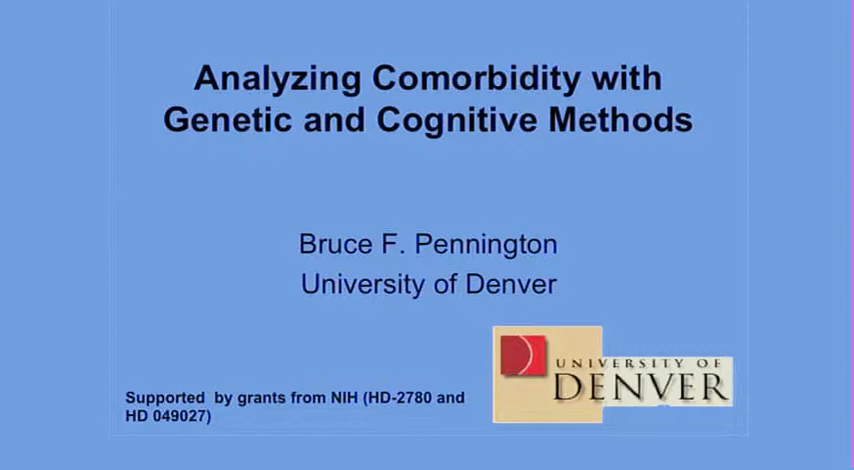 Analyzing Comorbidity with
Genetic and Cognitive Methods
Bruce F. Pennington
University of Denver
UNIVERSITY OF
DENVER
Supported by grants from NIH (HD-2780 and
HD 049027)